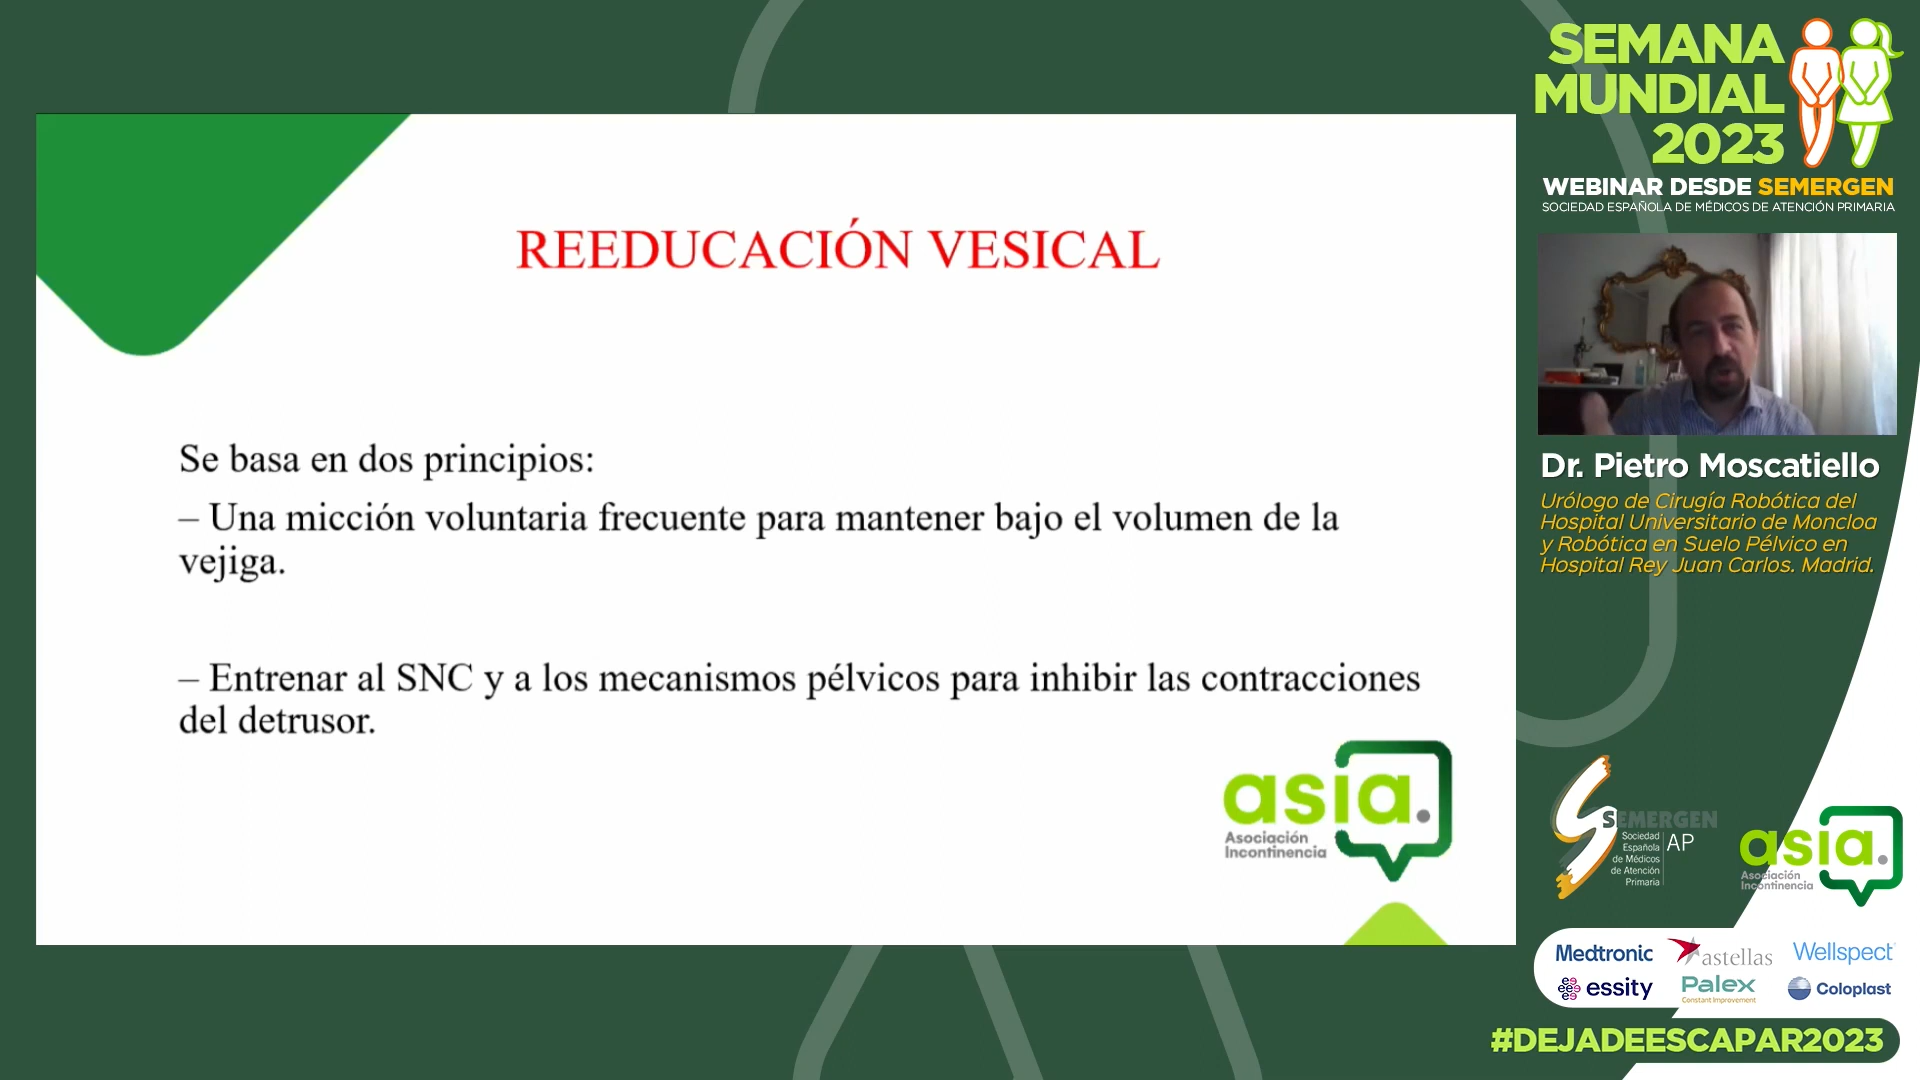 REEDUCACIÓN VESICAL
Se basa en dos principios:
– Una micción voluntaria frecuente para mantener bajo el volumen de la
vejiga.
– Entrenar al SNC y a los mecanismos pélvicos para inhibir las contracciones
del detrusor.
asia.
Asociación
Incontinencia
SEMANA
MUNDIAL
2023
WEBINAR DESDE SEMERGEN
SOCIEDAD ESPAÑOLA DE MÉDICOS DE ATENCIÓN PRIMARIA
Dr. Pietro Moscatiello
Urólogo de Cirugía Robótica del
Hospital Universitario de Moncloa
y Robótica en Suelo Pélvico en
Hospital Rey Juan Carlos. Madrid.
SEMERGEN
Sociedad
Española
de Médicos
de Atención
Primaria
AP
asia.
Asociación
Incontinencia
Medtronic
astellas
Wellspect
essity
Palex
Constant Improvement
Coloplast
#DEJADEESCAPAR2023